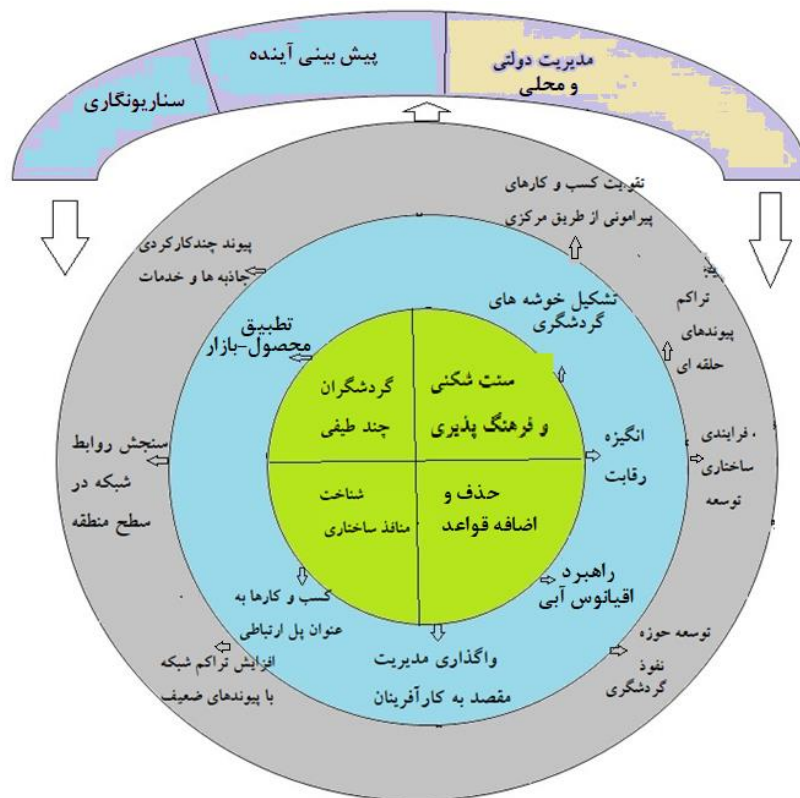 مدیریت دولتی
و محلی
پیش بینی آینده
سناریونگاری
تقویت کسب و کارهای
پیرامونی از طریق مرکزی
پیوند چندکارکردی
جاذبه ها و خدمات
تراکم
پیوندهای
حلقه ای
تشکیل خوشه های
گردشگری
تطبیق
محصول-بازار
سنت شکنی
و فرهنگ پذیری
گردشگران
چند طیفی
انگیزه
رقابت
فرایندی
ساختاری
توسعه
سنجش روابط
شبکه در
سطح منطقه
حذف و
اضافه قواعد
شناخت
منافذ ساختاری
راهبرد
اقیانوس آبی
کسب و کارها به
عنوان پل ارتباطی
توسعه حوزه
نفوذ
گردشگری
واگذاری مدیریت
مقصد به کارآفرینان
افزایش تراکم شبکه
با پیوندهای ضعیف